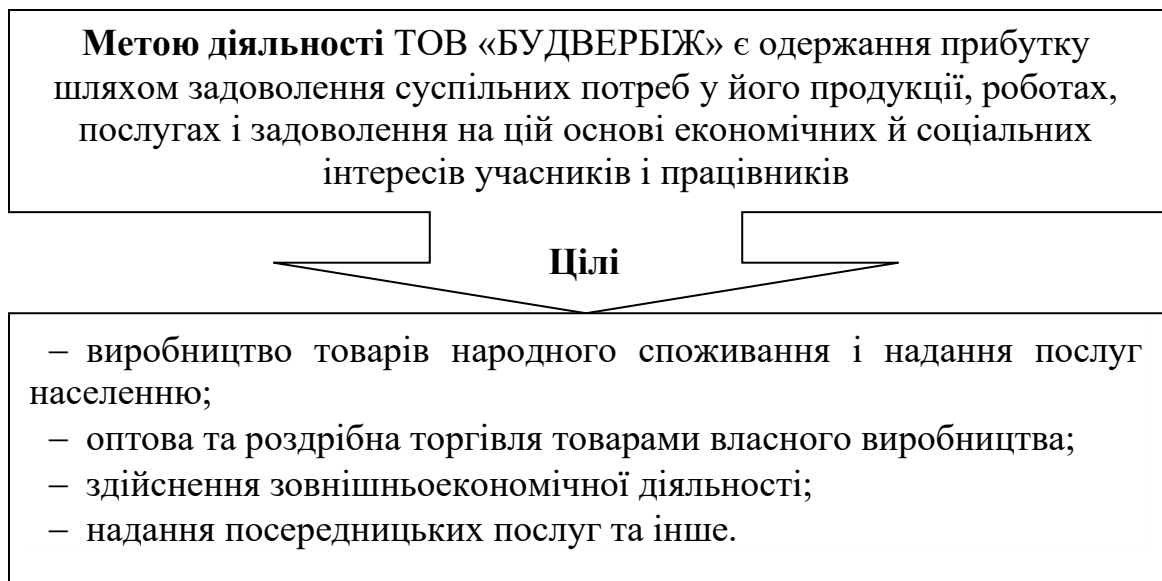 Метою діяльності ТОВ «БУДВЕРБІЖ» є одержання прибутку
шляхом задоволення суспільних потреб у його продукції, роботах,
послугах і задоволення на цій основі економічних й соціальних
інтересів учасників і працівників
Цілі
– виробництво товарів народного споживання і надання послуг
населенню;
– оптова та роздрібна торгівля товарами власного виробництва;
– здійснення зовнішньоекономічної діяльності;
– надання посередницьких послуг та інше.